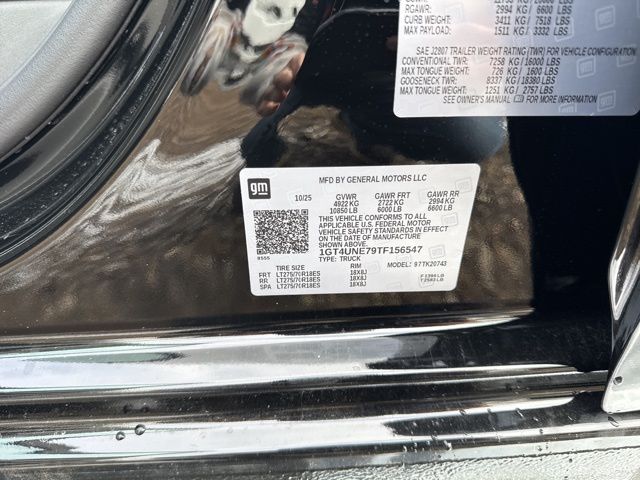 RGAWR: 2994 KG / 6600 LBS
CURB WEIGHT: 3411 KG / 7518 LBS
MAX PAYLOAD: 1511 KG / 3332 LBS
SAE J2807 TRAILER WEIGHT RATING (TWR) FOR VEHICLE CONFIGURATION
CONVENTIONAL TWR: 7258 KG / 16000 LBS
MAX TONGUE WEIGHT: 726 KG / 1600 LBS
GOOSENECK TWR: 8337 KG / 18380 LBS
MAX TONGUE WEIGHT: 1251 KG / 2757 LBS
SEE OWNER'S MANUAL FOR MORE INFORMATION
gm
MFD BY GENERAL MOTORS LLC
10/25 GVWR GAWR FRT GAWR RR
4922 KG 2722 KG 2994 KG
10850 LB 6000 LB 6600 LB
THIS VEHICLE CONFORMS TO ALL
APPLICABLE U.S. FEDERAL MOTOR
VEHICLE SAFETY STANDARDS IN EFFECT
ON THE DATE OF MANUFACTURE
SHOWN ABOVE.
1GT4UNE79TF156547
TYPE: TRUCK
TIRE SIZE RIM MODEL: 97TK20743
FRT LT275/70R18ES 18X8J
RR LT275/70R18ES 18X8J
SPA LT275/70R18ES 18X8J